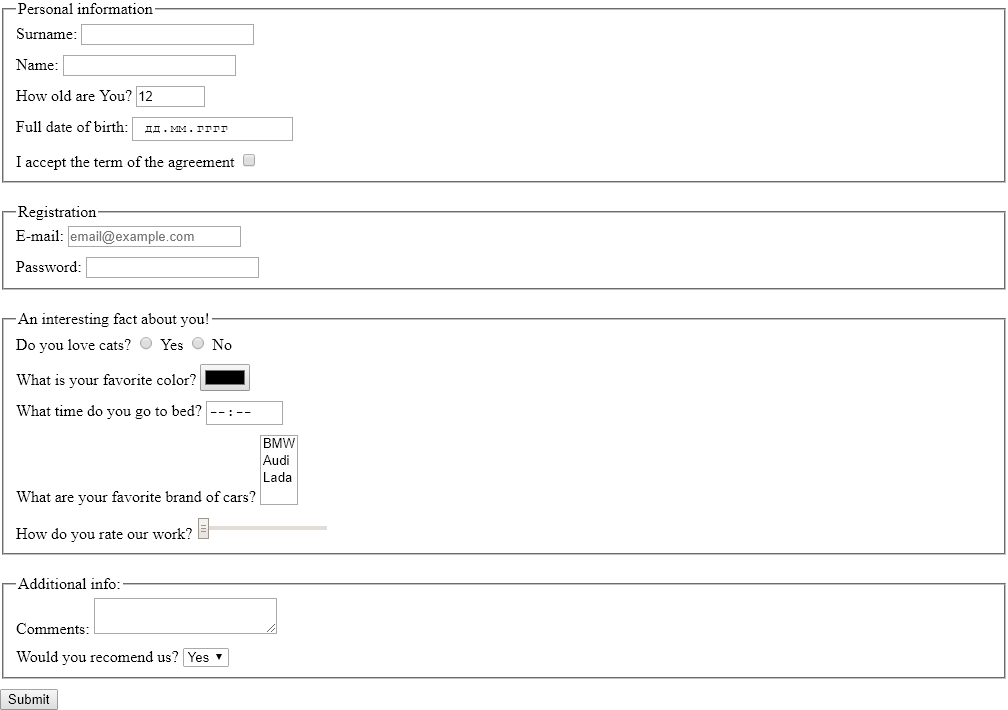 Personal information
Surname:
Name:
How old are You? 12
Full date of birth: дд.мм.гггг
I accept the term of the agreement
Registration
E-mail: email@example.com
Password:
An interesting fact about you!
Do you love cats? Yes No
What is your favorite color?
What time do you go to bed? --:--
BMW
Audi
Lada
What are your favorite brand of cars?
How do you rate our work?
Additional info:
Comments:
Would you recomend us? Yes
Submit